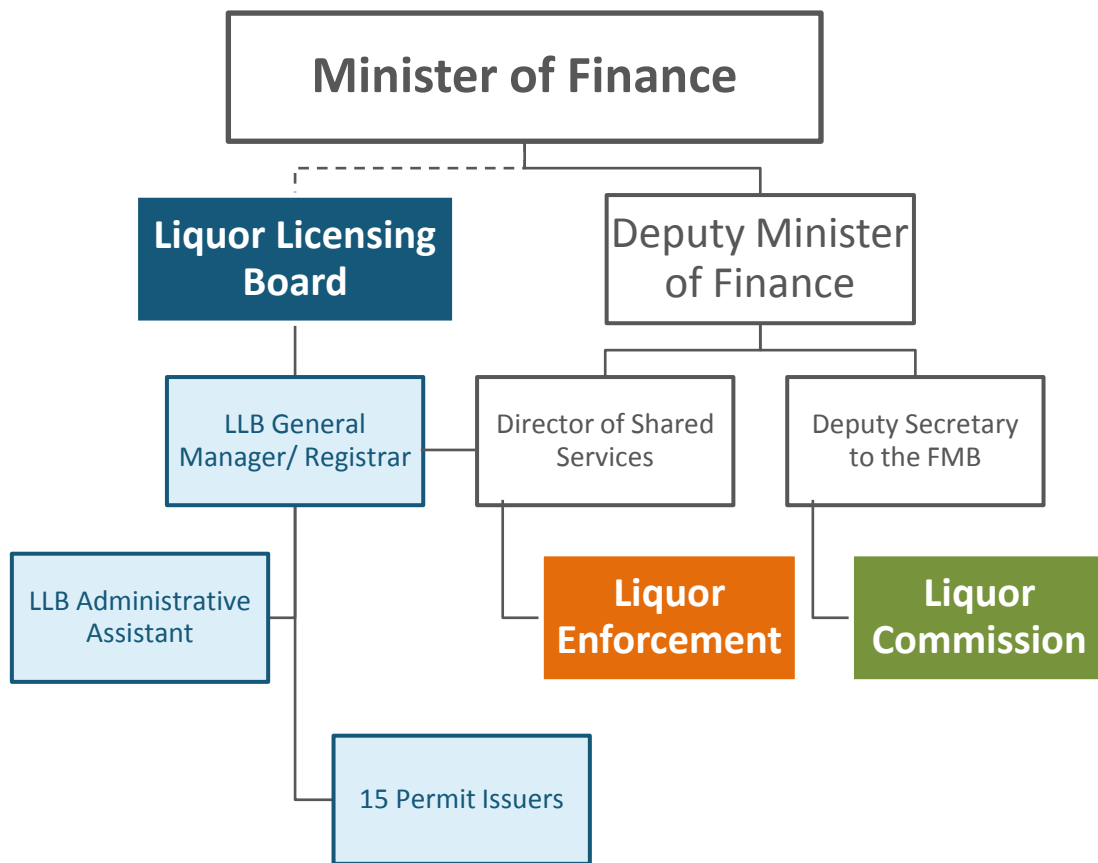 Minister of Finance
Liquor Licensing
Board
Deputy Minister
of Finance
LLB General
Manager/ Registrar
Director of Shared
Services
Deputy Secretary
to the FMB
LLB Administrative
Assistant
Liquor
Enforcement
Liquor
Commission
15 Permit Issuers